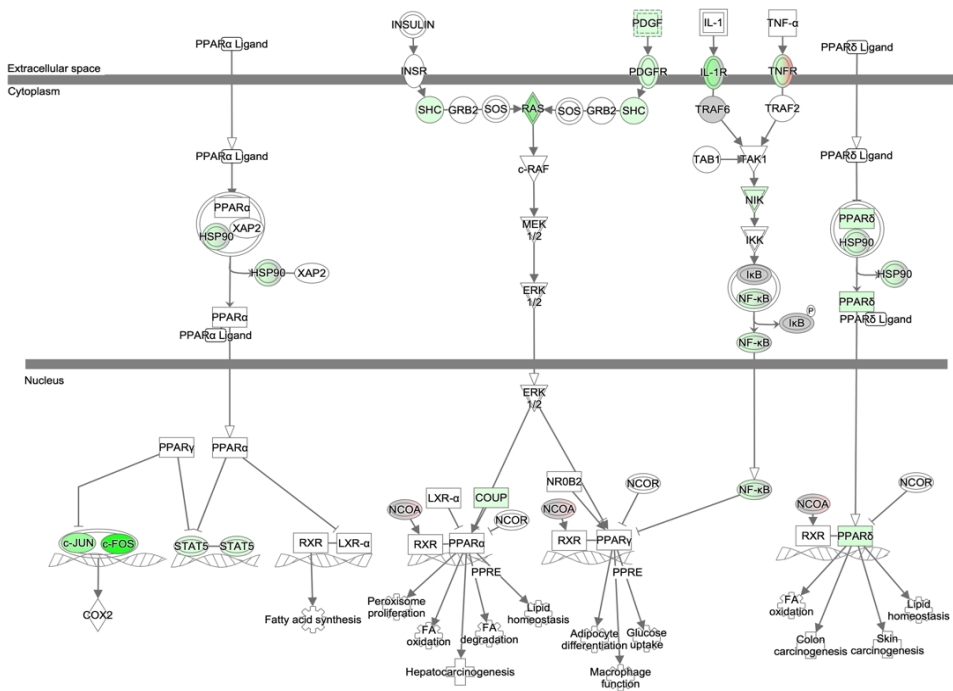 INSULIN
PDGF
IL-1
TNF-α
PPARα Ligand
PPARδ Ligand
Extracellular space
INSR
PDGFR
IL-1R
TNFR
Cytoplasm
SHC
GRB2
SOS
RAS
SOS
GRB2
SHC
TRAF6
TRAF2
PPARα Ligand
c-RAF
TAB1
TAK1
PPARδ Ligand
PPARα
XAP2
HSP90
MEK
1/2
NIK
IKK
PPARδ
HSP90
HSP90
XAP2
ERK
1/2
IκB
NF-κB
HSP90
PPARδ
PPARα
PPARα Ligand
P
IκB
PPARδ Ligand
NF-κB
Nucleus
ERK
1/2
PPARγ
PPARα
LXR-α
COUP
NR0B2
NCOR
NF-κB
NCOR
NCOA
NCOR
NCOA
NCOA
c-JUN
c-FOS
STAT5
STAT5
RXR
LXR-α
RXR
PPARα
RXR
PPARγ
RXR
PPARδ
PPRE
PPRE
COX2
Fatty acid synthesis
Peroxisome
proliferation
FA
oxidation
Hepatocarcinogenesis
FA
degradation
Lipid
homeostasis
Adipocyte
differentiation
Macrophage
function
Glucose
uptake
FA
oxidation
Colon
carcinogenesis
Skin
carcinogenesis
Lipid
homeostasis